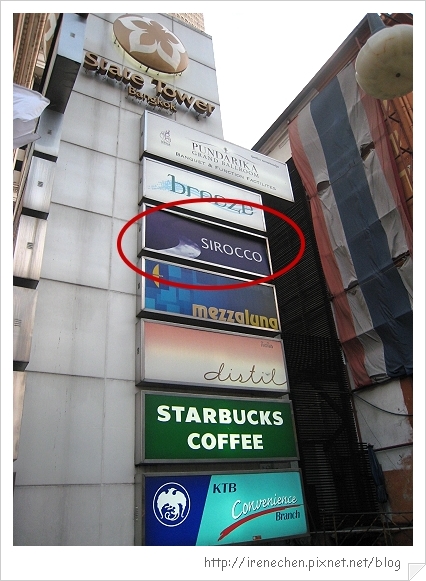 State Tower
Bangkok
PUNDARIKA
GRAND BALLROOM
BANQUET & FUNCTION FACILITIES
breeze
SIROCCO
mezzaluna
distil
STARBUCKS
COFFEE
KTB
Convenience
Branch
http://irenechen.pixnet.net/blog